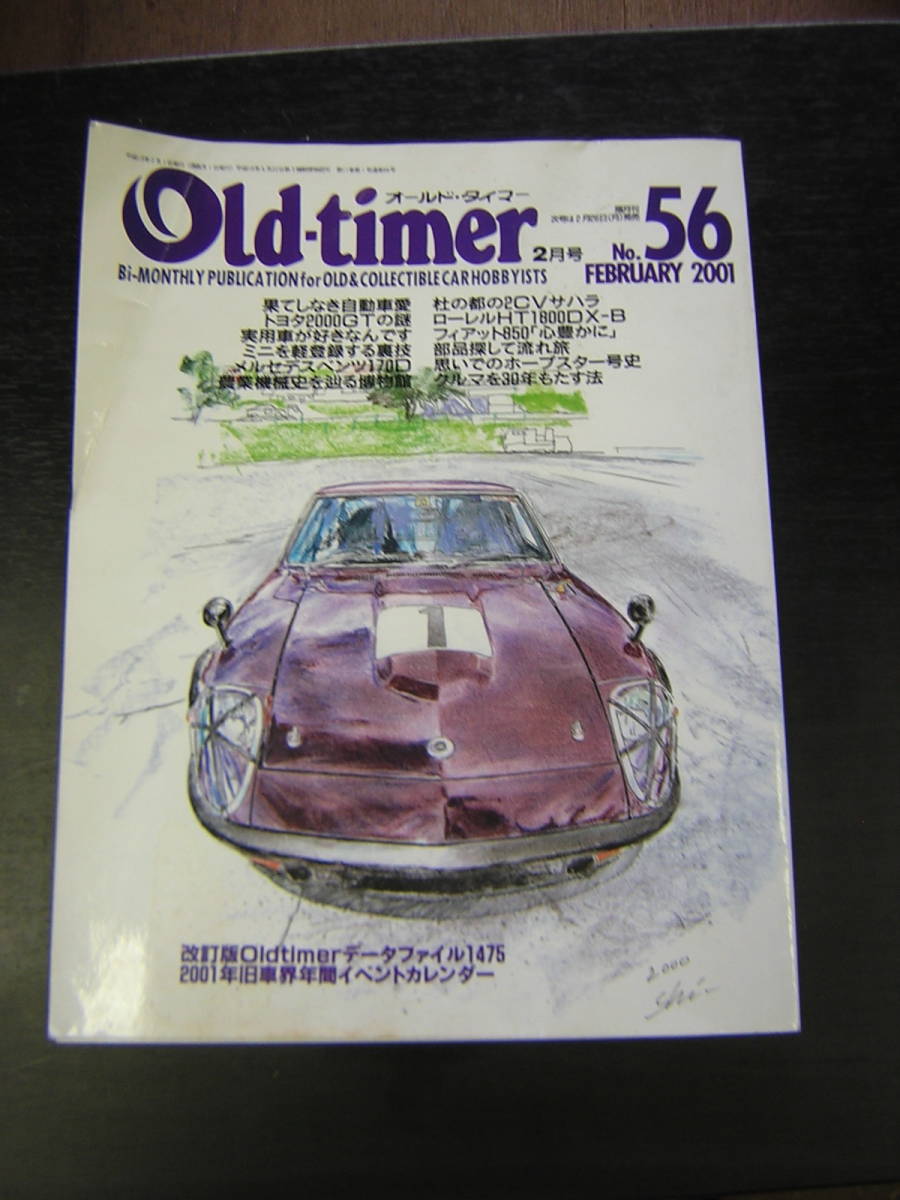 オールド・タイマー
Old-timer
2月号
隔月刊
No.56
Bi-MONTHLY PUBLICATION for OLD & COLLECTIBLE CAR HOBBYISTS
FEBRUARY 2001
果てしなき自動車愛
トヨタ2000GTの謎
実用車が好きなんです
ミニを軽登録する裏技
メルセデスベンツ170D
農業機械史を辿る博物館
杜の都の2CVサハラ
ローレルHT1800DX-B
フィアット850「心豊かに」
部品探して流れ旅
思いでのホープスター号史
クルマを30年もたす法
1
改訂版Oldtimerデータファイル1475
2001年旧車界年間イベントカレンダー
2000